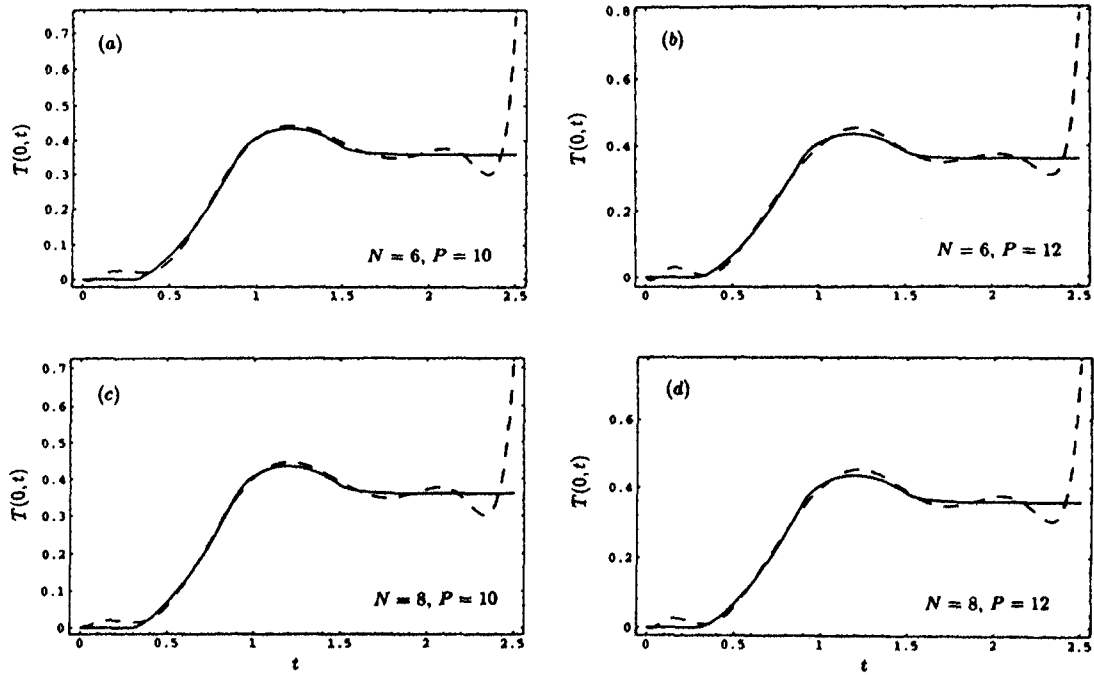 (a)
0.7
0.6
0.5
0.4
0.3
0.2
0.1
0
T(0,t)
N = 6, P = 10
0 0.5 1 1.5 2 2.5
(b)
0.8
0.6
0.4
0.2
0
T(0,t)
N = 6, P = 12
0 0.5 1 1.5 2 2.5
(c)
0.7
0.6
0.5
0.4
0.3
0.2
0.1
0
T(0,t)
N = 8, P = 10
0 0.5 1 1.5 2 2.5
t
(d)
0.6
0.4
0.2
0
T(0,t)
N = 8, P = 12
0 0.5 1 1.5 2 2.5
t